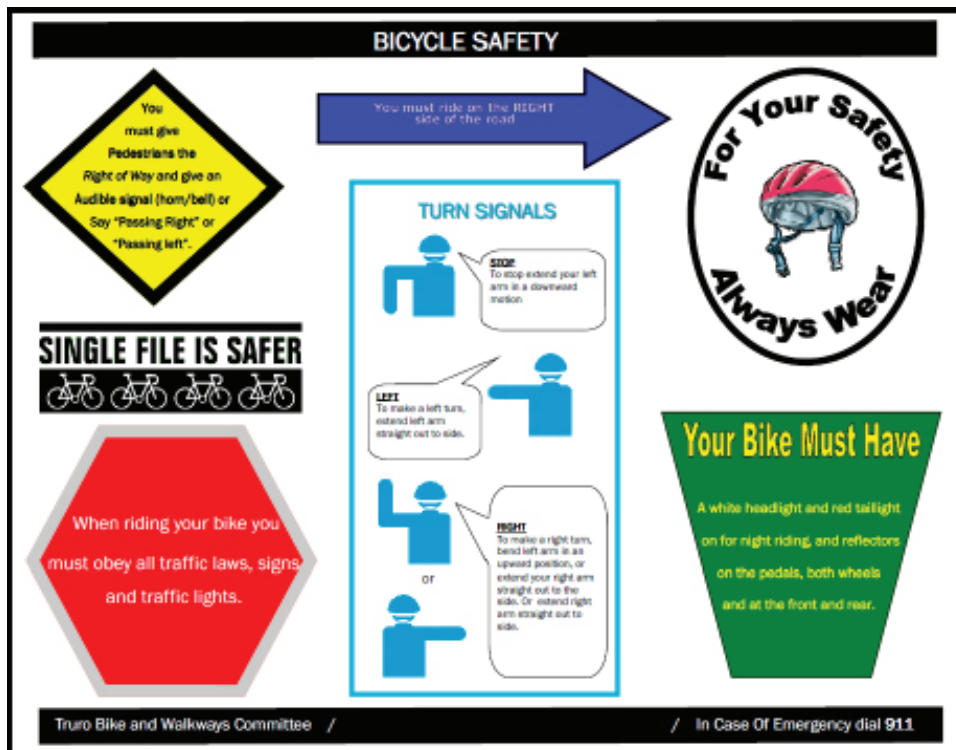 BICYCLE SAFETY
You
must give
Pedestrians the
Right of Way and give an
Audible signal (horn/bell) or
Say "Passing Right" or
"Passing left".
You must ride on the RIGHT
side of the road
For Your Safety
Always Wear
SINGLE FILE IS SAFER
TURN SIGNALS
STOP
To stop extend your left
arm in a downward
motion
LEFT
To make a left turn,
extend left arm
straight out to side.
RIGHT
To make a right turn,
bend left arm in an
upward position, or
extend your right arm
straight out to the
side. Or extend right
arm straight out to
side.
or
When riding your bike you
must obey all traffic laws, signs
and traffic lights.
Your Bike Must Have
A white headlight and red taillight
on for night riding, and reflectors
on the pedals, both wheels
and at the front and rear.
Truro Bike and Walkways Committee /
/ In Case Of Emergency dial 911